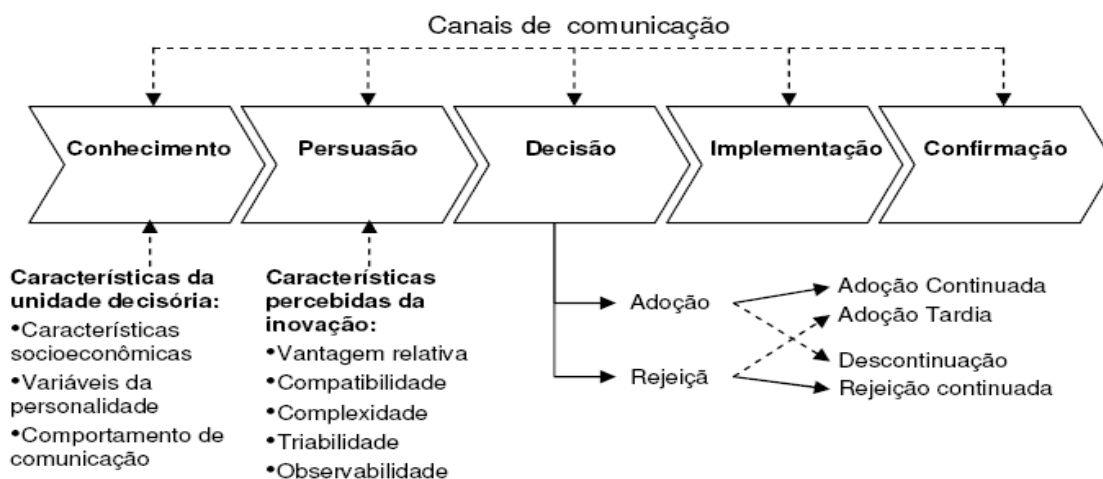 Canais de comunicação
Conhecimento
Persuasão
Decisão
Implementação
Confirmação
Características da
unidade decisória:
•Características
socioeconômicas
•Variáveis da
personalidade
•Comportamento de
comunicação
Características
percebidas da
inovação:
•Vantagem relativa
•Compatibilidade
•Complexidade
•Triabilidade
•Observabilidade
Adoção
Rejeiçã
Adoção Continuada
Adoção Tardia
Descontinuação
Rejeição continuada